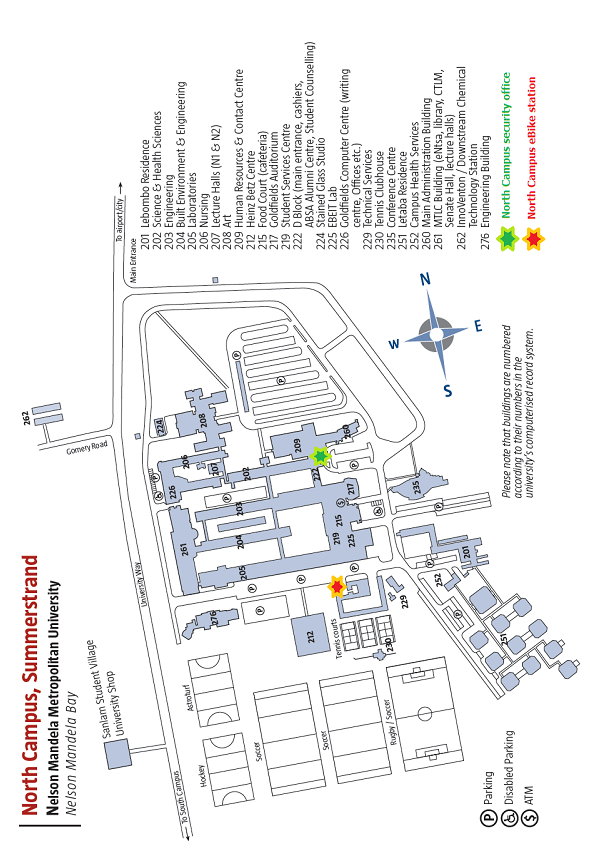 North Campus, Summerstrand
Nelson Mandela Metropolitan University
Nelson Mandela Bay
Sanlam Student Village
University Shop
To South Campus
University Way
Gomery Road
Main Entrance
To airport/city
262
Hockey
Astroturf
Soccer
Soccer
Rugby / Soccer
Tennis courts
276
212
230
229
261
205
204
203
202
226
206
207
224
208
209
260
222
217
215
219
225
235
201
252
251
P Parking
Disabled Parking
$ ATM
N
E
S
W
201 Lebombo Residence
202 Science & Health Sciences
203 Engineering
204 Built Environment & Engineering
205 Laboratories
206 Nursing
207 Lecture Halls (N1 & N2)
208 Art
209 Human Resources & Contact Centre
212 Heinz Betz Centre
215 Food Court (cafeteria)
217 Goldfields Auditorium
219 Student Services Centre
222 D Block (main entrance, cashiers,
ABSA Alumni Centre, Student Counselling)
224 Stained Glass Studio
225 EBEIT Lab
226 Goldfields Computer Centre (writing
centre, Offices etc.)
229 Technical Services
230 Tennis Clubhouse
235 Conference Centre
251 Letaba Residence
252 Campus Health Services
260 Main Administration Building
261 MTLC Building (eNtsa, library, CTLM,
Senate Hall, lecture halls)
262 InnoVenton / Downstream Chemical
Technology Station
276 Engineering Building
North Campus security office
North Campus eBike station
Please note that buildings are numbered
according to their numbers in the
university's computerised record system.